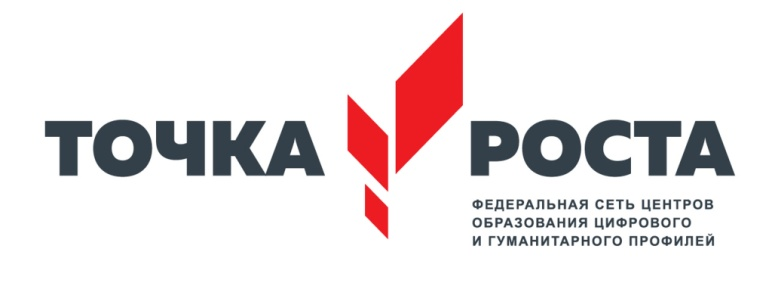 ТОЧКА РОСТА
ФЕДЕРАЛЬНАЯ СЕТЬ ЦЕНТРОВ
ОБРАЗОВАНИЯ ЦИФРОВОГО
И ГУМАНИТАРНОГО ПРОФИЛЕЙ